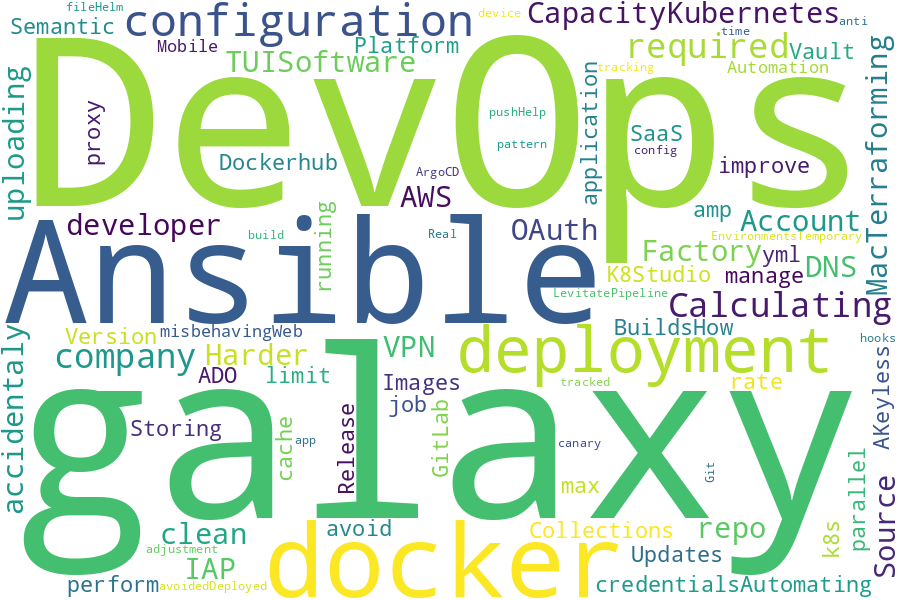 fileHelm
Semantic
configuration
CapacityKubernetes
device
anti
time
Mobile
Platform
required
Vault
TUISoftware
tracking
Automation
DevOps
uploading
proxy
pushHelp
pattern
SaaS
config
application
MacTerraforming
Dockerhub
ArgoCD
improve
AWS
developer
build
running
Real
OAuth
amp
Account
EnvironmentsTemporary
Ansible
Factory
yml
DNS
K8Studio
manage
LevitatePipeline
Calculating
Version
misbehavingWeb
BuildsHow
hooks
accidentaly
company
Harder
VPN
deployment
ADO
limit
Images
tracked
rate
AKeyless
galaxy
job
Storing
cache
app
Release
GitLab
canary
Git
max
parallel
Source
k8s
clean
avoid
docker
Collections
repo
adjustment
IAP
Updates
perform
avoidedDeployed
credentialsAutomating